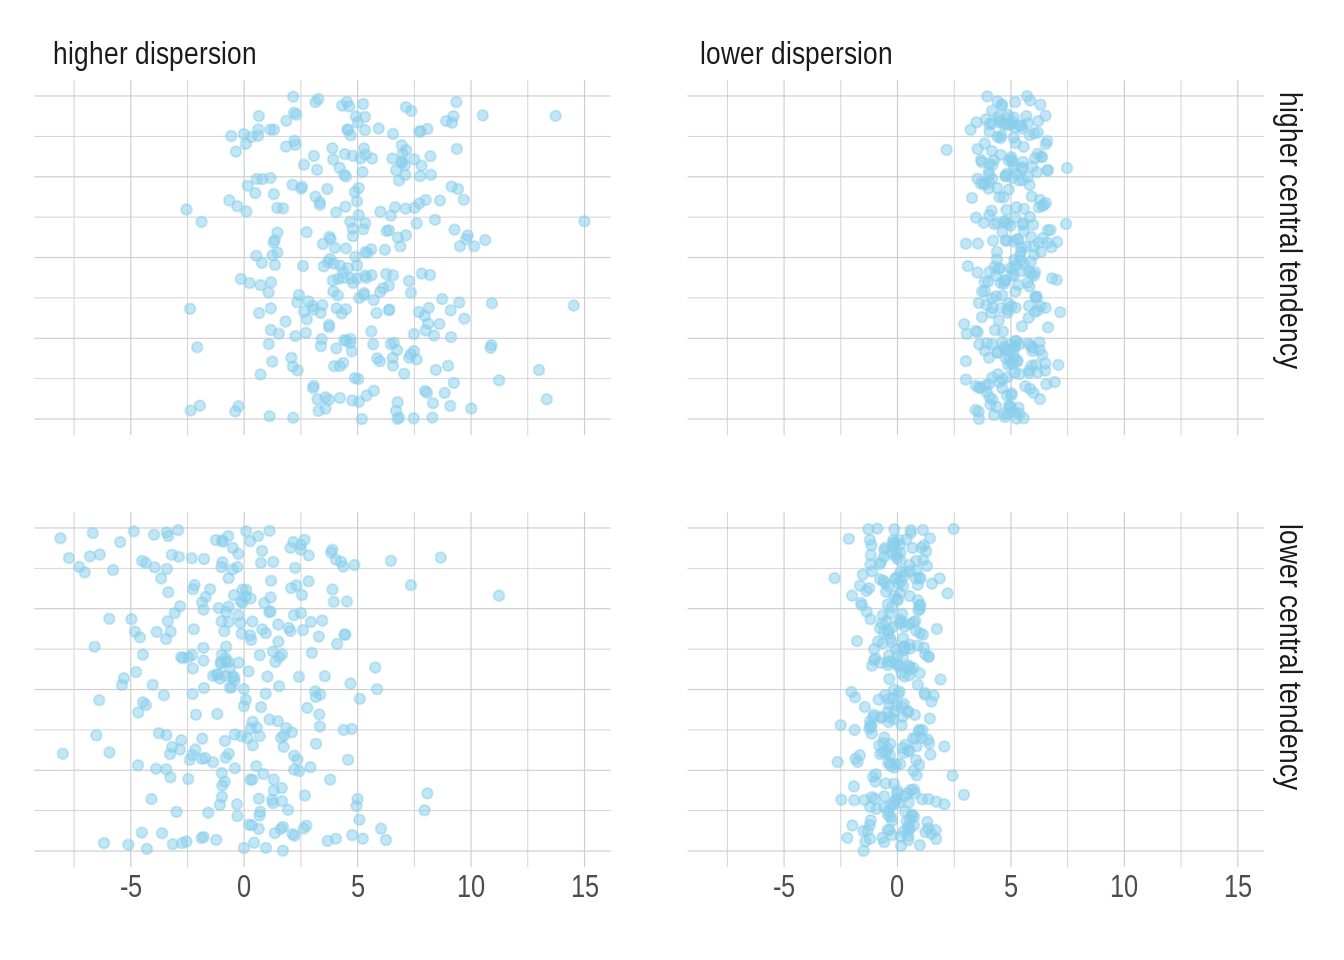 higher dispersion
lower dispersion
higher central tendency
lower central tendency
-5 0 5 10 15
-5 0 5 10 15